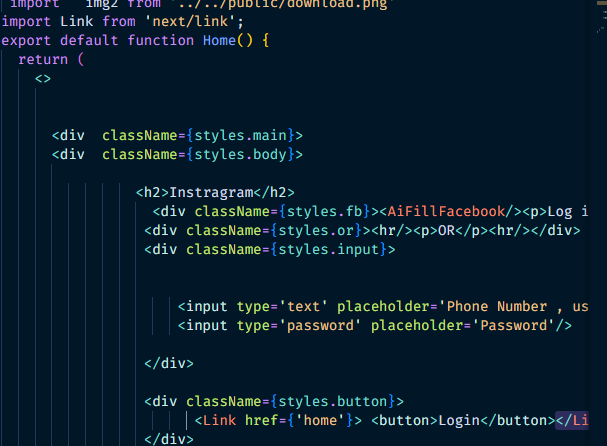 import img2 from '../../public/download.png'
import Link from 'next/link';
export default function Home() {
return (
<>
<div className={styles.main}>
<div className={styles.body}>
<h2>Instragram</h2>
<div className={styles.fb}><AiFillFacebook/><p>Log i
<div className={styles.or}><hr/><p>OR</p><hr/></div>
<div className={styles.input}>
<input type='text' placeholder='Phone Number , us
<input type='password' placeholder='Password'/>
</div>
<div className={styles.button}>
<Link href={'home'}> <button>Login</button></Li
</div>